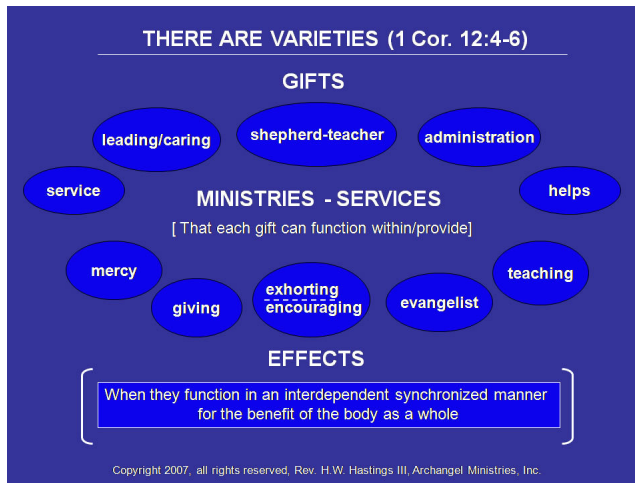 THERE ARE VARIETIES (1 Cor. 12:4-6)
GIFTS
leading/caring
shepherd-teacher
administration
service
helps
MINISTRIES - SERVICES
[ That each gift can function within/provide]
mercy
giving
exhorting
encouraging
evangelist
teaching
EFFECTS
When they function in an interdependent synchronized manner
for the benefit of the body as a whole
Copyright 2007, all rights reserved, Rev. H.W. Hastings III, Archangel Ministries, Inc.